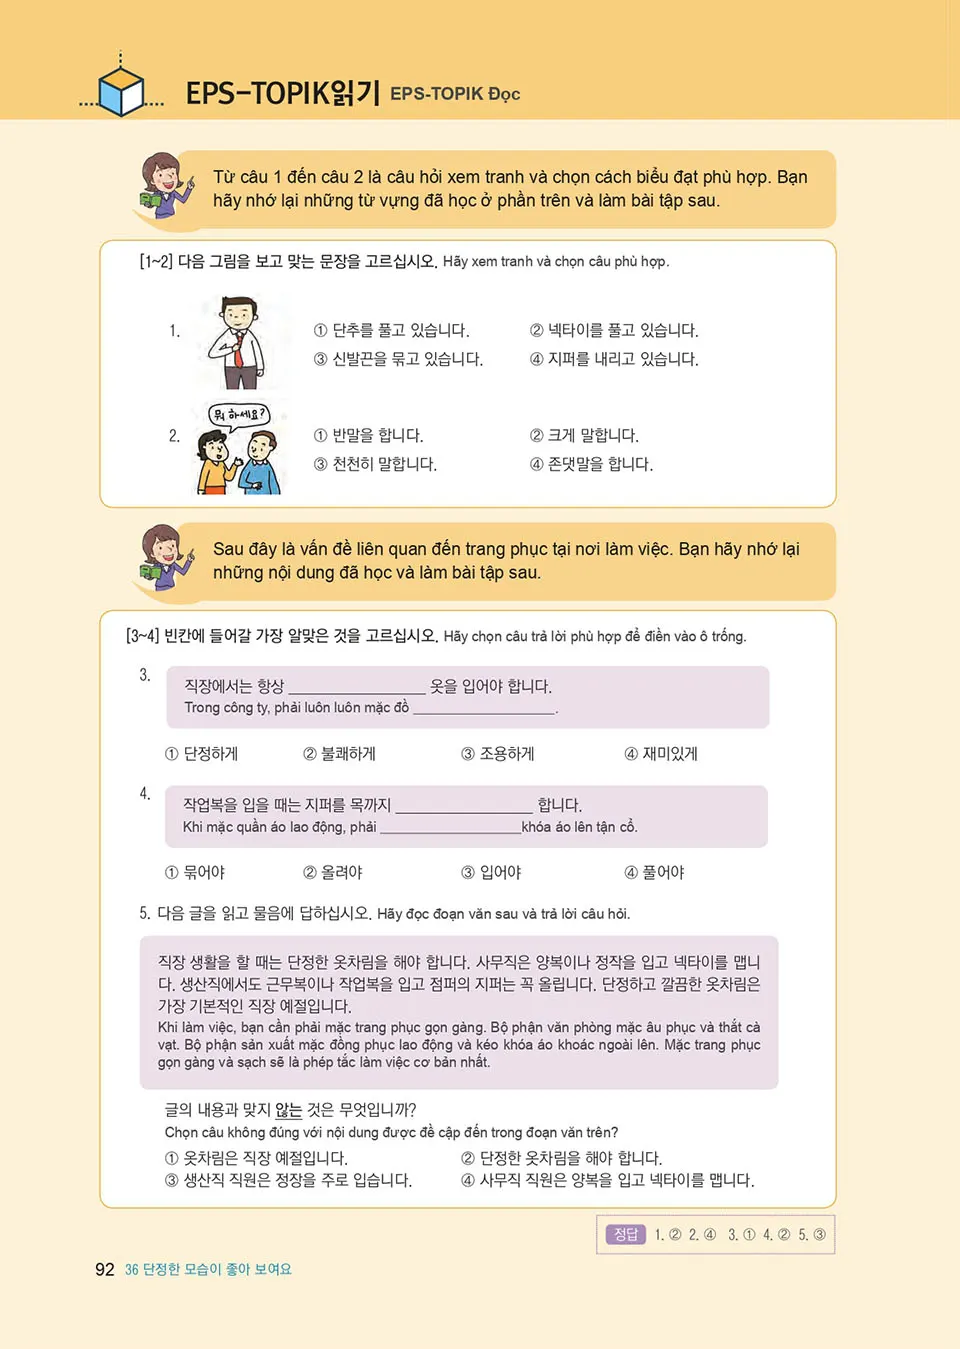 EPS-TOPIK읽기 EPS-TOPIK Đọc
Từ câu 1 đến câu 2 là câu hỏi xem tranh và chọn cách biểu đạt phù hợp. Bạn
hãy nhớ lại những từ vựng đã học ở phần trên và làm bài tập sau.
[1~2] 다음 그림을 보고 맞는 문장을 고르십시오. Hãy xem tranh và chọn câu phù hợp.
1.
① 단추를 풀고 있습니다. ② 넥타이를 풀고 있습니다.
③ 신발끈을 묶고 있습니다. ④ 지퍼를 내리고 있습니다.
뭐 하세요?
2.
① 반말을 합니다. ② 크게 말합니다.
③ 천천히 말합니다. ④ 존댓말을 합니다.
Sau đây là vấn đề liên quan đến trang phục tại nơi làm việc. Bạn hãy nhớ lại
những nội dung đã học và làm bài tập sau.
[3~4] 빈칸에 들어갈 가장 알맞은 것을 고르십시오. Hãy chọn câu trả lời phù hợp để điền vào ô trống.
3.
직장에서는 항상 ________________ 옷을 입어야 합니다.
Trong công ty, phải luôn luôn mặc đồ ________________.
① 단정하게 ② 불쾌하게 ③ 조용하게 ④ 재미있게
4.
작업복을 입을 때는 지퍼를 목까지 ________________ 합니다.
Khi mặc quần áo lao động, phải ________________khóa áo lên tận cổ.
① 묶어야 ② 올려야 ③ 입어야 ④ 풀어야
5. 다음 글을 읽고 물음에 답하십시오. Hãy đọc đoạn văn sau và trả lời câu hỏi.
직장 생활을 할 때는 단정한 옷차림을 해야 합니다. 사무직은 양복이나 정작을 입고 넥타이를 맵니
다. 생산직에서도 근무복이나 작업복을 입고 점퍼의 지퍼는 꼭 올립니다. 단정하고 깔끔한 옷차림은
가장 기본적인 직장 예절입니다.
Khi làm việc, bạn cần phải mặc trang phục gọn gàng. Bộ phận văn phòng mặc âu phục và thắt cà
vạt. Bộ phận sản xuất mặc đồng phục lao động và kéo khóa áo khoác ngoài lên. Mặc trang phục
gọn gàng và sạch sẽ là phép tắc làm việc cơ bản nhất.
글의 내용과 맞지 않는 것은 무엇입니까?
Chọn câu không đúng với nội dung được đề cập đến trong đoạn văn trên?
① 옷차림은 직장 예절입니다. ② 단정한 옷차림을 해야 합니다.
③ 생산직 직원은 정장을 주로 입습니다. ④ 사무직 직원은 양복을 입고 넥타이를 맵니다.
정답 1. ② 2. ④ 3. ① 4. ② 5. ③
92 36 단정한 모습이 좋아 보여요